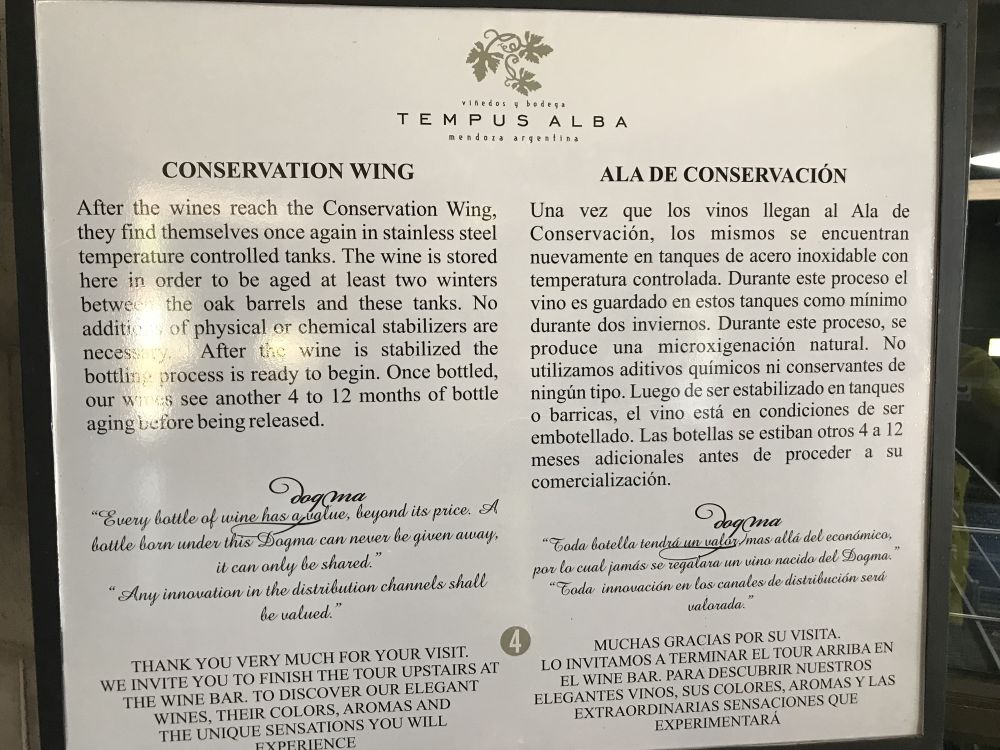 viñedos y bodega
TEMPUS ALBA
mendoza argentina
CONSERVATION WING
After the wines reach the Conservation Wing,
they find themselves once again in stainless steel
temperature controlled tanks. The wine is stored
here in order to be aged at least two winters
between the oak barrels and these tanks. No
additions of physical or chemical stabilizers are
necessary. After the wine is stabilized the
bottling process is ready to begin. Once bottled,
our wines see another 4 to 12 months of bottle
aging before being released.
dogma
“Every bottle of wine has a value, beyond its price. A
bottle born under this Dogma can never be given away,
it can only be shared.”
“Any innovation in the distribution channels shall
be valued.”
THANK YOU VERY MUCH FOR YOUR VISIT.
WE INVITE YOU TO FINISH THE TOUR UPSTAIRS AT
THE WINE BAR. TO DISCOVER OUR ELEGANT
WINES, THEIR COLORS, AROMAS AND
THE UNIQUE SENSATIONS YOU WILL
EXPERIENCE
4
ALA DE CONSERVACIÓN
Una vez que los vinos llegan al Ala de
Conservación, los mismos se encuentran
nuevamente en tanques de acero inoxidable con
temperatura controlada. Durante este proceso el
vino es guardado en estos tanques como mínimo
durante dos inviernos. Durante este proceso, se
produce una microxigenación natural. No
utilizamos aditivos químicos ni conservantes de
ningún tipo. Luego de ser estabilizado en tanques
o barricas, el vino está en condiciones de ser
embotellado. Las botellas se estiban otros 4 a 12
meses adicionales antes de proceder a su
comercialización.
dogma
“Toda botella tendrá un valor, mas allá del económico,
por lo cual jamás se regalara un vino nacido del Dogma.”
“Toda innovación en los canales de distribución será
valorada.”
MUCHAS GRACIAS POR SU VISITA.
LO INVITAMOS A TERMINAR EL TOUR ARRIBA EN
EL WINE BAR. PARA DESCUBRIR NUESTROS
ELEGANTES VINOS, SUS COLORES, AROMAS Y LAS
EXTRAORDINARIAS SENSACIONES QUE
EXPERIMENTARÁ